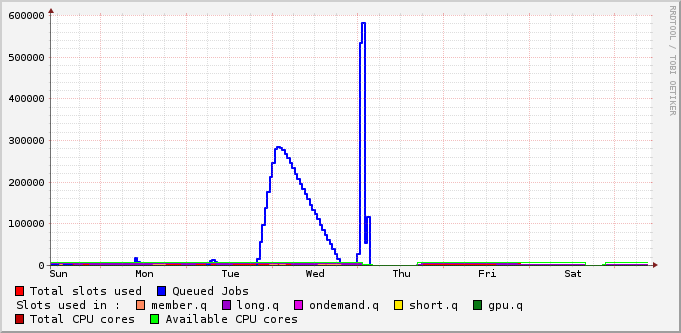 600000
500000
400000
300000
200000
100000
0
Sun Mon Tue Wed Thu Fri Sat
RRDTOOL / TOBI OETIKER
Total slots used Queued Jobs
Slots used in : member.q long.q ondemand.q short.q gpu.q
Total CPU cores Available CPU cores